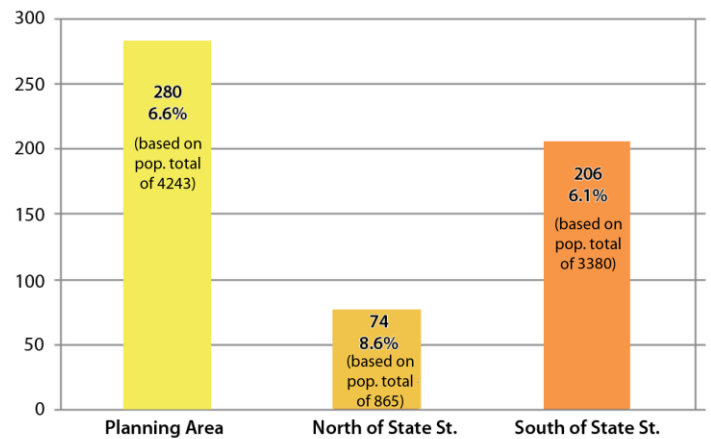 300
250
200
150
100
50
0
280
6.6%
(based on
pop. total
of 4243)
74
8.6%
(based on
pop. total
of 865)
206
6.1%
(based on
pop. total
of 3380)
Planning Area
North of State St.
South of State St.